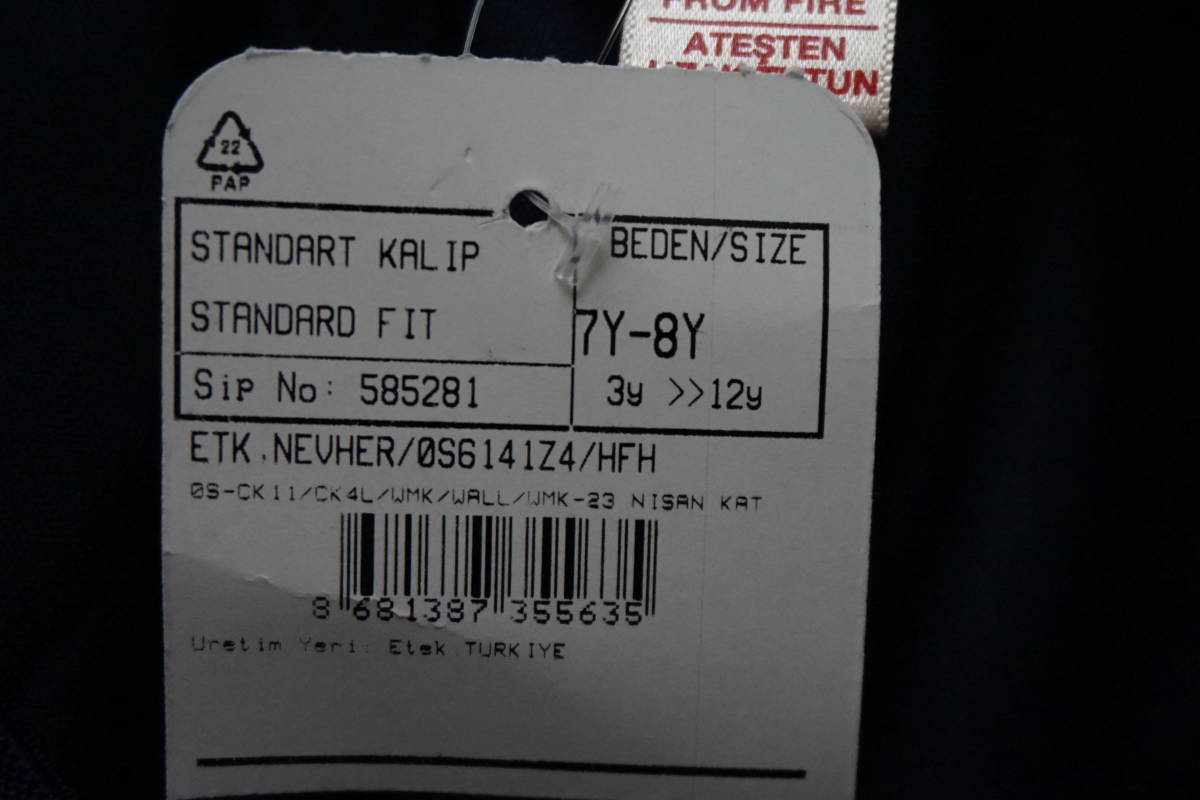 FROM FIRE
ATEŞTEN
TUN
22
PAP
STANDART KALIP
BEDEN/SIZE
STANDARD FIT
7Y-8Y
Sip No: 585281
3y >>12y
ETK.NEVHER/0S6141Z4/HFH
0S-CK11/CK4L/WMK/WALL/WMK-23 NISAN KAT
8 681387 355635
Uretim Yeri: Etek.TURKIYE